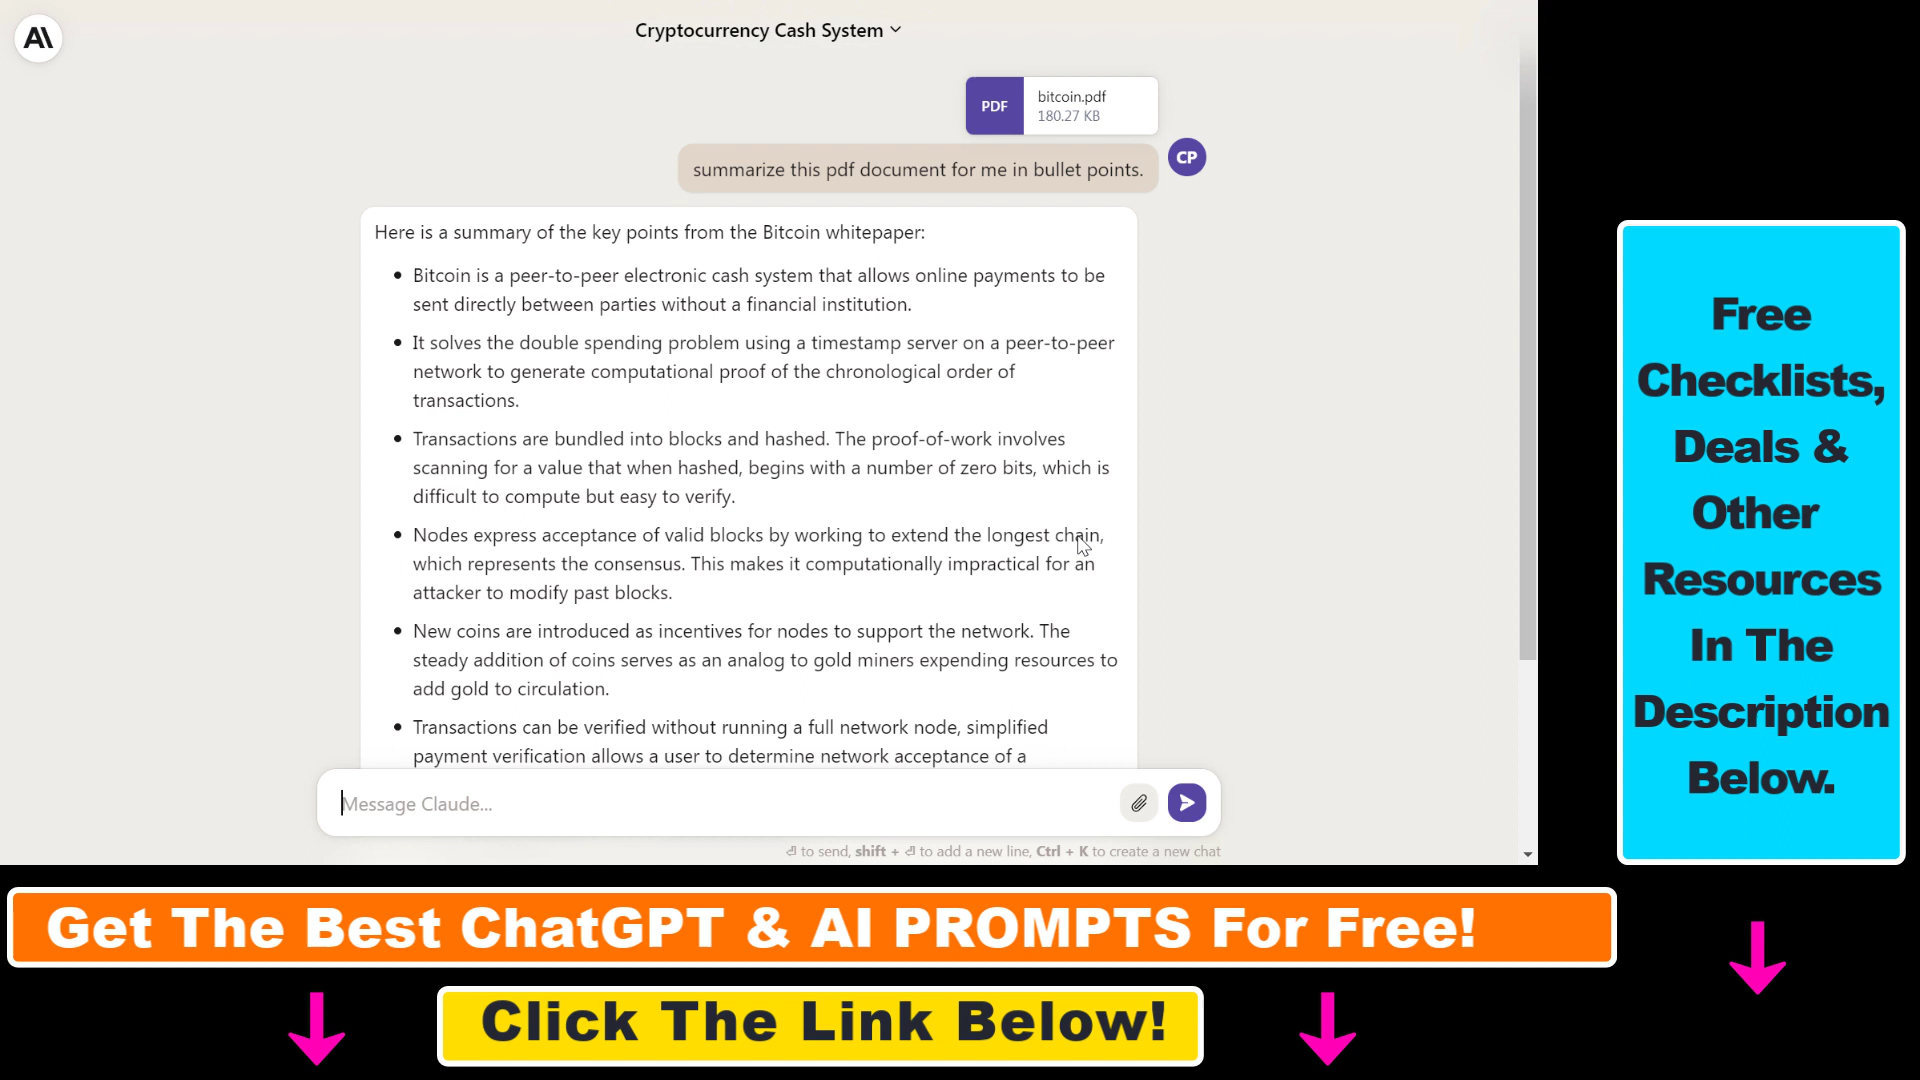 A\
Cryptocurrency Cash System
PDF
bitcoin.pdf
180.27 KB
summarize this pdf document for me in bullet points.
CP
Here is a summary of the key points from the Bitcoin whitepaper:
• Bitcoin is a peer-to-peer electronic cash system that allows online payments to be
sent directly between parties without a financial institution.
• It solves the double spending problem using a timestamp server on a peer-to-peer
network to generate computational proof of the chronological order of
transactions.
• Transactions are bundled into blocks and hashed. The proof-of-work involves
scanning for a value that when hashed, begins with a number of zero bits, which is
difficult to compute but easy to verify.
• Nodes express acceptance of valid blocks by working to extend the longest chain,
which represents the consensus. This makes it computationally impractical for an
attacker to modify past blocks.
• New coins are introduced as incentives for nodes to support the network. The
steady addition of coins serves as an analog to gold miners expending resources to
add gold to circulation.
• Transactions can be verified without running a full network node, simplified
payment verification allows a user to determine network acceptance of a
Message Claude...
⏎ to send, shift + ⏎ to add a new line, Ctrl + K to create a new chat
Free
Checklists,
Deals &
Other
Resources
In The
Description
Below.
Get The Best ChatGPT & AI PROMPTS For Free!
Click The Link Below!